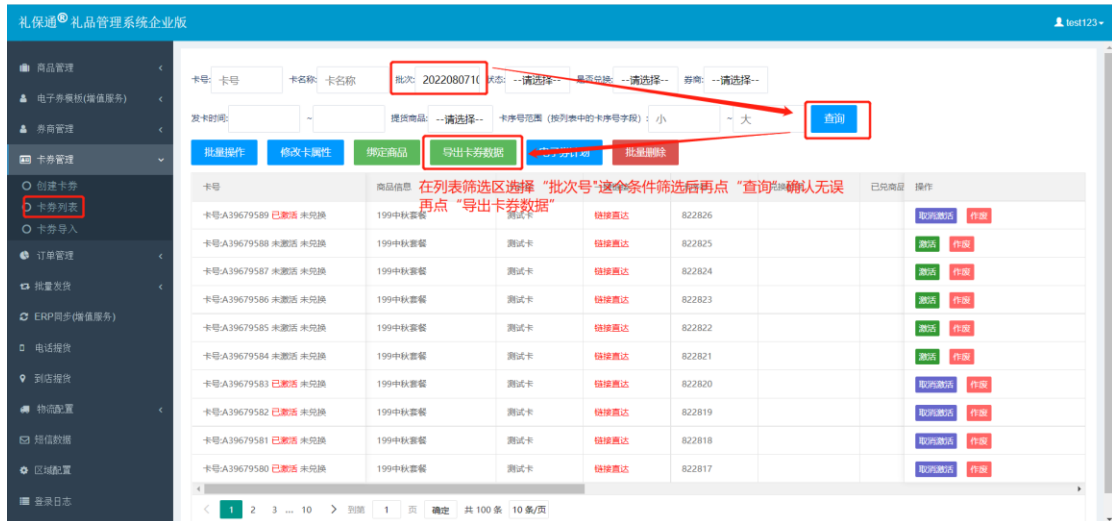 礼保通® 礼品管理系统企业版 test123
商品管理
电子券模板(增值服务)
券商管理
卡券管理
创建卡券
卡券列表
卡券导入
订单管理
批量发货
ERP同步(增值服务)
电话提货
到店提货
物流配置
短信数据
区域配置
登录日志
卡号: 卡号 卡名称: 卡名称 批次: 2022080710 状态: --请选择-- 是否兑换: --请选择-- 券商: --请选择--
发卡时间: ~ 提货商品: --请选择-- 卡序号范围（按列表中的卡序号字段）: 小 ~ 大 查询
批量操作 修改卡属性 绑定商品 导出卡券数据 电子券计划 批量删除
卡号 商品信息 已兑商品 操作
在列表筛选区选择“批次号"这个条件筛选后再点“查询”确认无误
再点“导出卡券数据”
卡号:A39679589 已激活 未兑换 199中秋套餐 测试卡 链接直达 822826 取消激活 作废
卡号:A39679588 未激活 未兑换 199中秋套餐 测试卡 链接直达 822825 激活 作废
卡号:A39679587 未激活 未兑换 199中秋套餐 测试卡 链接直达 822824 激活 作废
卡号:A39679586 未激活 未兑换 199中秋套餐 测试卡 链接直达 822823 激活 作废
卡号:A39679585 未激活 未兑换 199中秋套餐 测试卡 链接直达 822822 激活 作废
卡号:A39679584 未激活 未兑换 199中秋套餐 测试卡 链接直达 822821 激活 作废
卡号:A39679583 已激活 未兑换 199中秋套餐 测试卡 链接直达 822820 取消激活 作废
卡号:A39679582 已激活 未兑换 199中秋套餐 测试卡 链接直达 822819 取消激活 作废
卡号:A39679581 已激活 未兑换 199中秋套餐 测试卡 链接直达 822818 取消激活 作废
卡号:A39679580 已激活 未兑换 199中秋套餐 测试卡 链接直达 822817 取消激活 作废
1 2 3 … 10 到第 1 页 确定 共 100 条 10 条/页